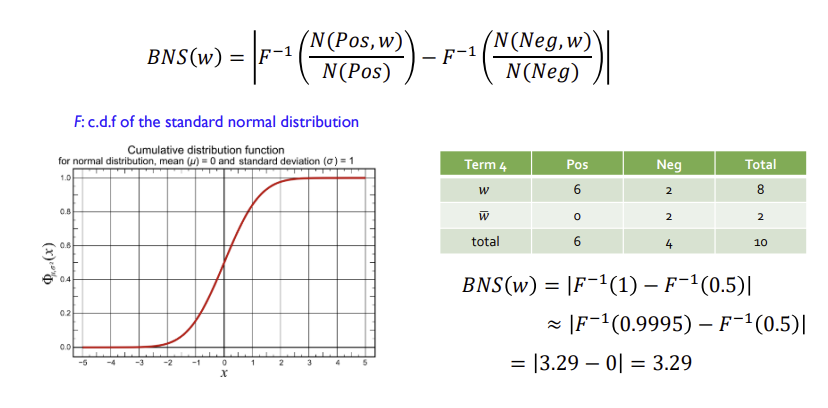 BNS(w) = |F⁻¹(N(Pos, w)/N(Pos)) − F⁻¹(N(Neg, w)/N(Neg))|
F: c.d.f of the standard normal distribution
Cumulative distribution function
for normal distribution, mean (μ) = 0 and standard deviation (σ) = 1
1.0
0.8
0.6
0.4
0.2
0.0
Φμ,σ²(x)
-5 -4 -3 -2 -1 0 1 2 3 4 5
x
Term 4 Pos Neg Total
w 6 2 8
w̅ 0 2 2
total 6 4 10
BNS(w) = |F⁻¹(1) − F⁻¹(0.5)|
≈ |F⁻¹(0.9995) − F⁻¹(0.5)|
= |3.29 − 0| = 3.29